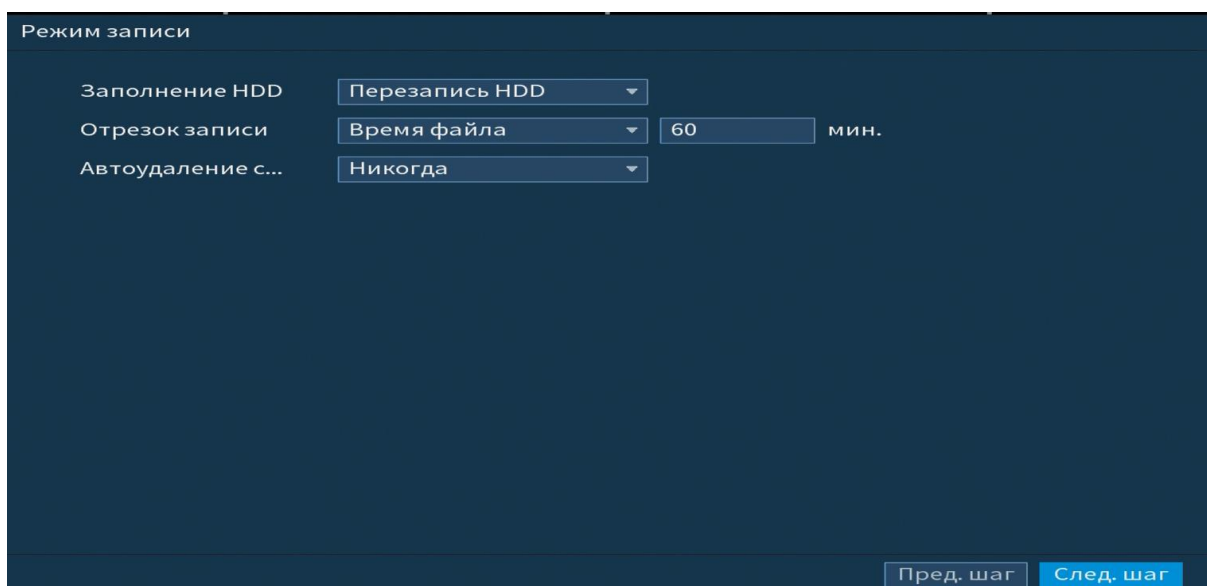 Режим записи
Заполнение HDD Перезапись HDD
Отрезок записи Время файла 60 мин.
Автоудаление с... Никогда
Пред. шаг След. шаг